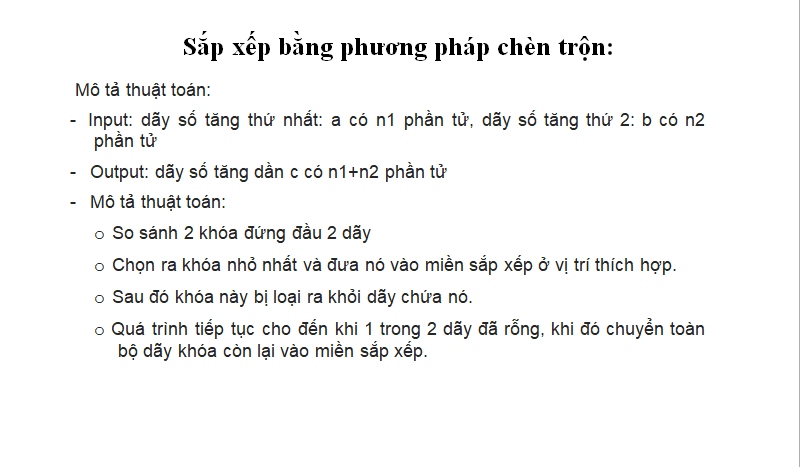 Sắp xếp bằng phương pháp chèn trộn:
Mô tả thuật toán:
- Input: dãy số tăng thứ nhất: a có n1 phần tử, dãy số tăng thứ 2: b có n2
phần tử
- Output: dãy số tăng dần c có n1+n2 phần tử
- Mô tả thuật toán:
o So sánh 2 khóa đứng đầu 2 dãy
o Chọn ra khóa nhỏ nhất và đưa nó vào miền sắp xếp ở vị trí thích hợp.
o Sau đó khóa này bị loại ra khỏi dãy chứa nó.
o Quá trình tiếp tục cho đến khi 1 trong 2 dãy đã rỗng, khi đó chuyển toàn
bộ dãy khóa còn lại vào miền sắp xếp.